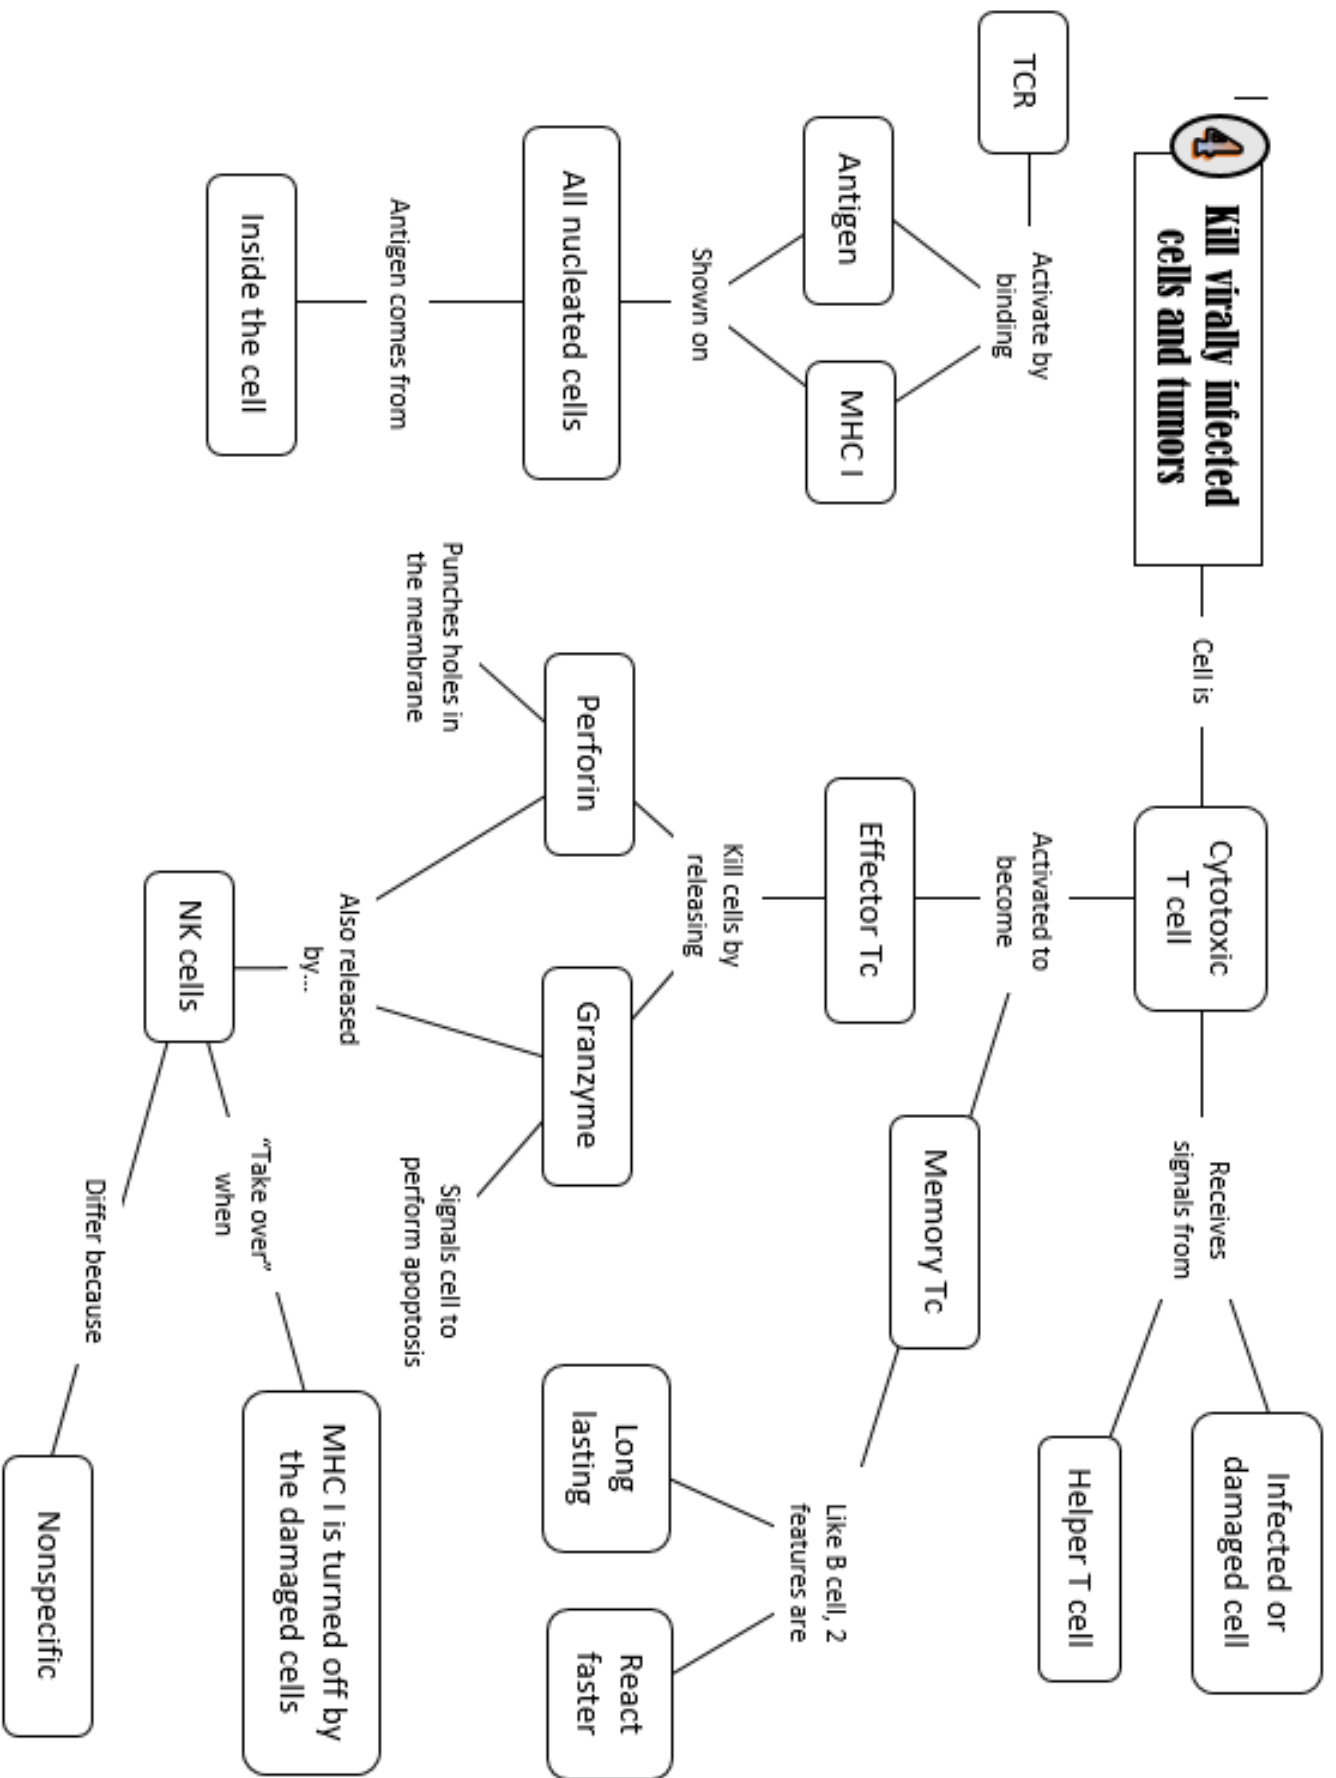 4
Kill virally infected
cells and tumors
Cell is
Cytotoxic
T cell
Receives
signals from
Infected or
damaged cell
Helper T cell
TCR
Activate by
binding
Antigen
MHC I
Shown on
All nucleated cells
Antigen comes from
Inside the cell
Activated to
become
Effector Tc
Memory Tc
Kill cells by
releasing
Perforin
Granzyme
Punches holes in
the membrane
Signals cell to
perform apoptosis
Like B cell, 2
features are
Long
lasting
React
faster
Also released
by...
NK cells
“Take over”
when
MHC I is turned off by
the damaged cells
Differ because
Nonspecific